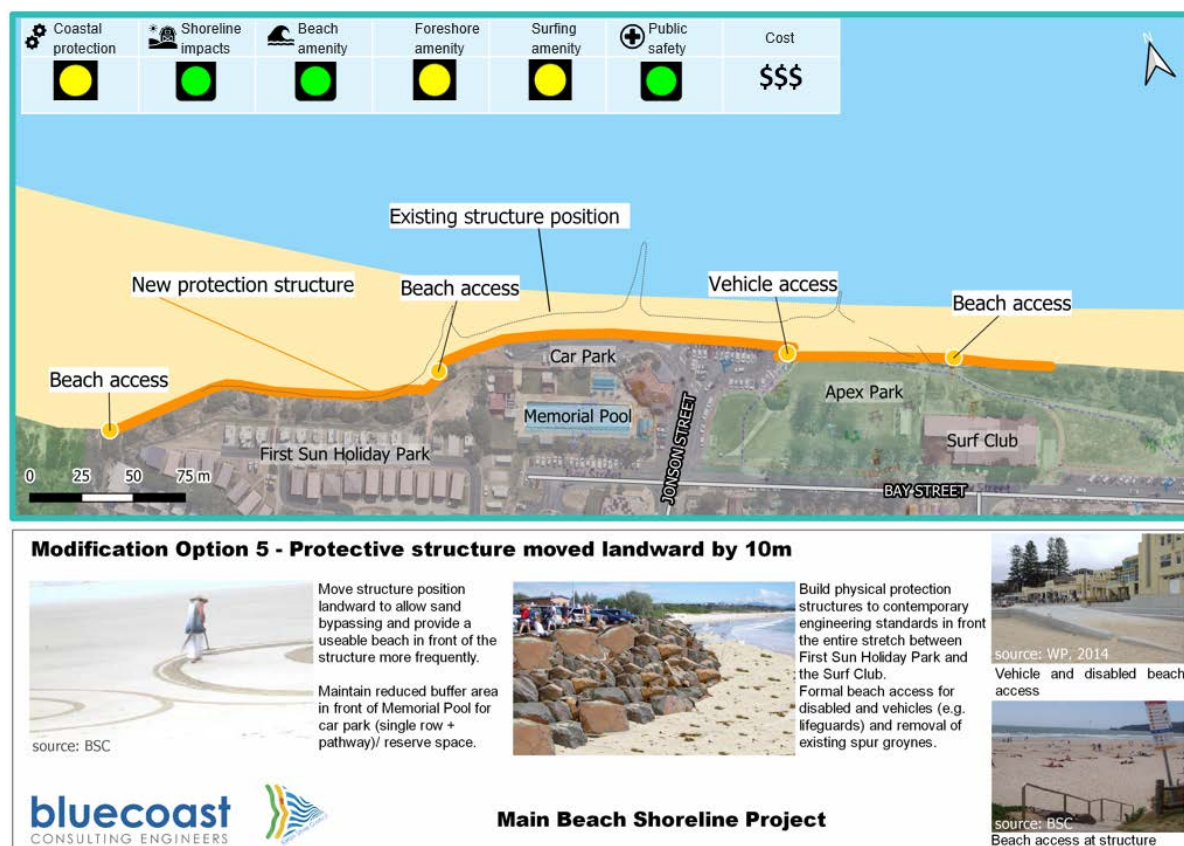 Coastal protection
Shoreline impacts
Beach amenity
Foreshore amenity
Surfing amenity
Public safety
Cost
$$$
N
Existing structure position
New protection structure
Beach access
Vehicle access
Beach access
Beach access
Car Park
Apex Park
Memorial Pool
Surf Club
First Sun Holiday Park
JONSON STREET
BAY STREET
0 25 50 75 m
Modification Option 5 - Protective structure moved landward by 10m
Move structure position
landward to allow sand
bypassing and provide a
useable beach in front of the
structure more frequently.
Maintain reduced buffer area
in front of Memorial Pool for
car park (single row +
pathway)/ reserve space.
source: BSC
Build physical protection
structures to contemporary
engineering standards in front
the entire stretch between
First Sun Holiday Park and
the Surf Club.
Formal beach access for
disabled and vehicles (e.g.
lifeguards) and removal of
existing spur groynes.
source: WP, 2014
Vehicle and disabled beach
access
source: BSC
Beach access at structure
bluecoast
CONSULTING ENGINEERS
Main Beach Shoreline Project